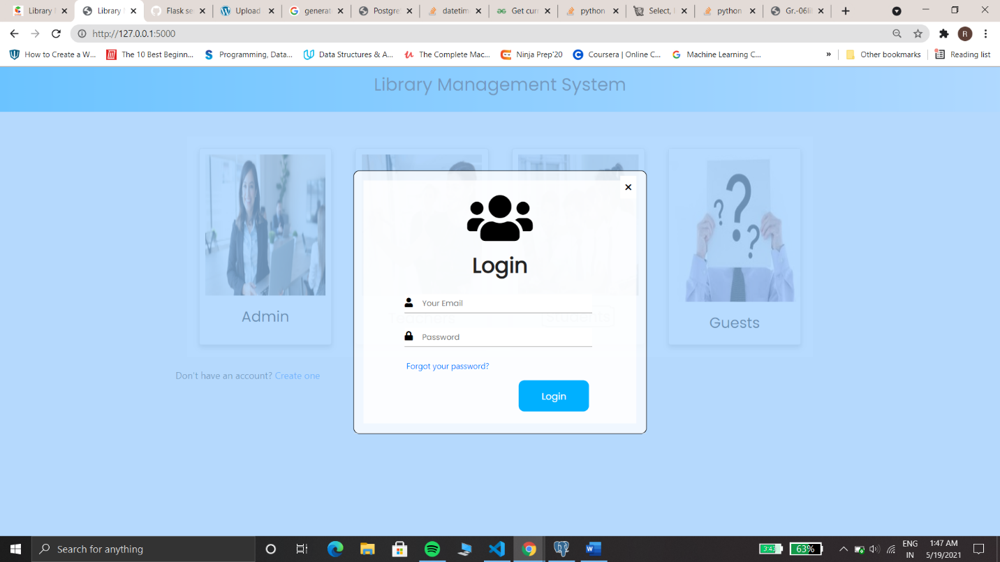 Library
Library
Flask se
Upload
generat
Postgre
datetim
Get curr
python
Select,
python
Gr.-06lib
http://127.0.0.1:5000
R
How to Create a W...
The 10 Best Beginn...
Programming, Data...
Data Structures & A...
The Complete Mac...
Ninja Prep'20
Coursera | Online C...
Machine Learning C...
»
Other bookmarks
Reading list
Library Management System
Login
Your Email
Password
Forgot your password?
Login
Admin
Teachers
Students
Guests
? ? ?
Don't have an account? Create one
Search for anything
3:43
63%
ENG
IN
1:47 AM
5/19/2021